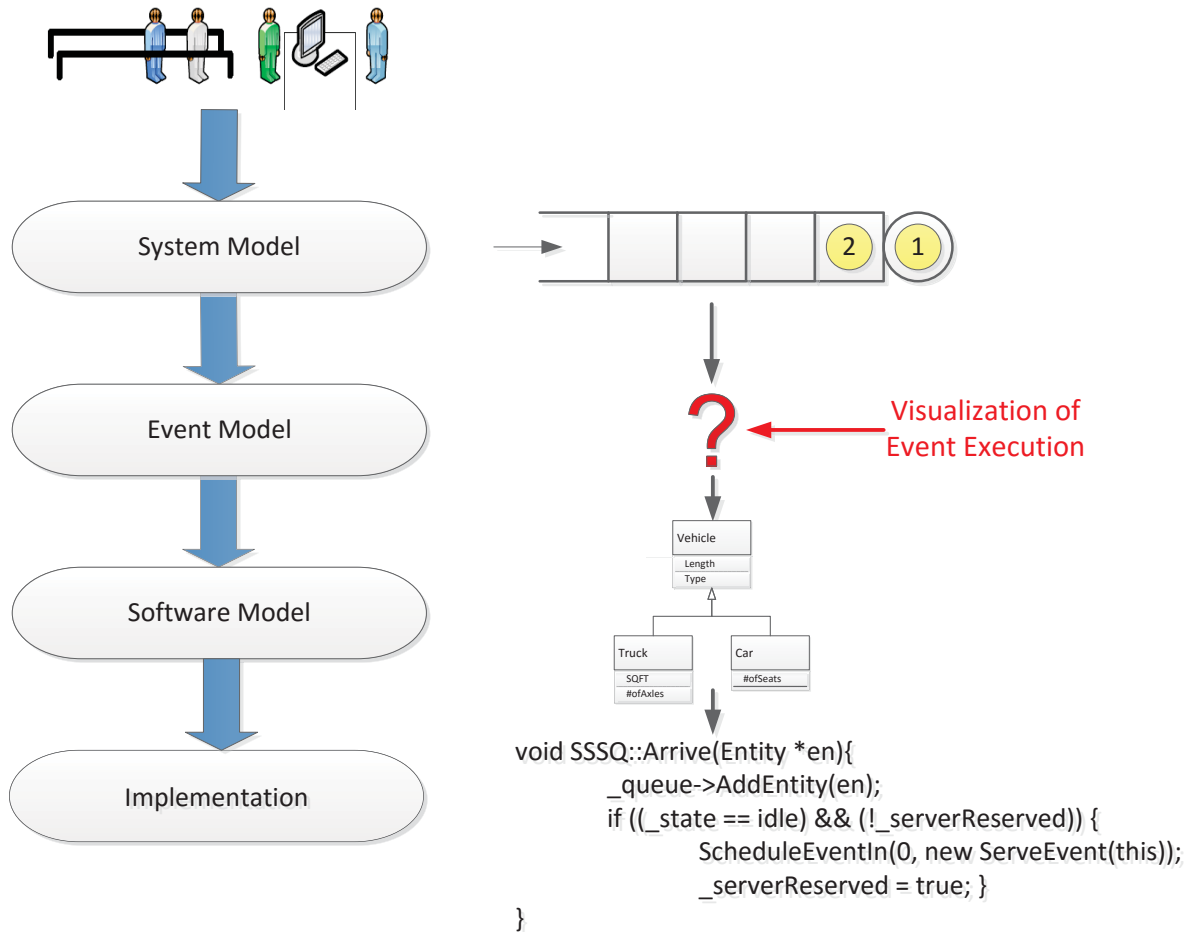 System Model
2
1
Event Model
?
Visualization of
Event Execution
Vehicle
Length
Type
Software Model
Truck
SQFT
#ofAxles
Car
#ofSeats
Implementation
void SSSQ::Arrive(Entity *en){
_queue->AddEntity(en);
if ((_state == idle) && (!_serverReserved)) {
ScheduleEventIn(0, new ServeEvent(this));
_serverReserved = true; }
}